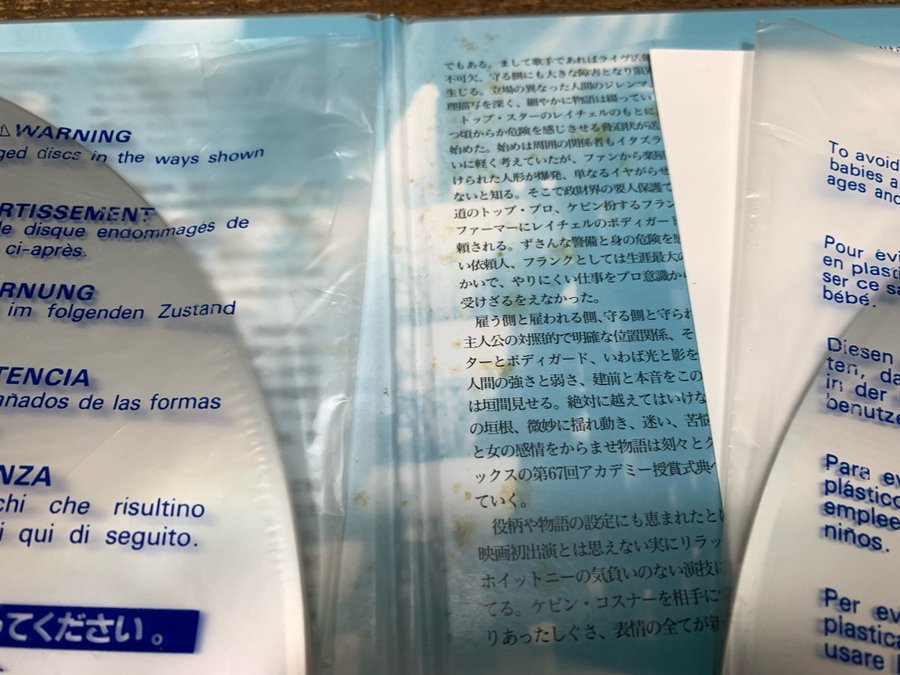 WARNING
ged discs in the ways shown
RTISSEMENT
le disque endommagés de
ci-après.
RNUNG
im folgenden Zustand
TENCIA
añados de las formas
NZA
chi che risultino
i qui di seguito.
ってください。
でもある。まして歌手であればライヴ活
不可欠、守る側にも大きな障害となり限
生じる。立場の異なった人間のジレンマ、
理描写を深く、細やかに物語は綴ってい
トップ・スターのレイチェルのもとに
つ頃からか危険を感じさせる脅迫状が送
始めた。始めは周囲の関係者もイタズラ
いに軽く考えていたが、ファンから楽屋
けられた人形が爆発、単なるイヤがらせ
ないと知る。そこで政財界の要人保護で
道のトップ・プロ、ケビン扮するフラン
ファーマーにレイチェルのボディガード
頼される。ずさんな警備と身の危険を感
い依頼人、フランクとしては生涯最大の
かいて、やりにくい仕事をプロ意識から
受けざるをえなかった。
雇う側と雇われる側、守る側と守られ
主人公の対照的で明確な位置関係、そ
ターとボディガード、いわば光と影を
人間の強さと弱さ、建前と本音をこの
は垣間見せる。絶対に越えてはいけな
の垣根、微妙に揺れ動き、迷い、苦悩
と女の感情をからませ物語は刻々とク
ックスの第67回アカデミー授賞式典へ
ていく。
役柄や物語の設定にも恵まれたとは
映画初出演とは思えない実にリラッ
ホイットニーの気負いのない演技に
てる。ケビン・コスナーを相手に
りあったしぐさ、表情の全てが新
To avoid
babies a
ages and
Pour évi
en plasti
ser ce sa
bébé.
Diesen
ten, da
in der
benutze
Para ev
plástico
emplee
niños.
Per ev
plastica
usare